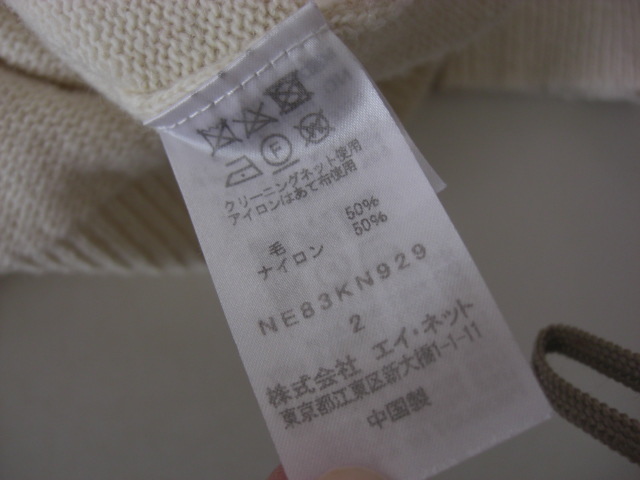 F
クリーニングネット使用
アイロンはあて布使用
毛 50%
ナイロン 50%
NE83KN929
2
株式会社 エイ・ネット
東京都江東区新大橋1-1-11
中国製